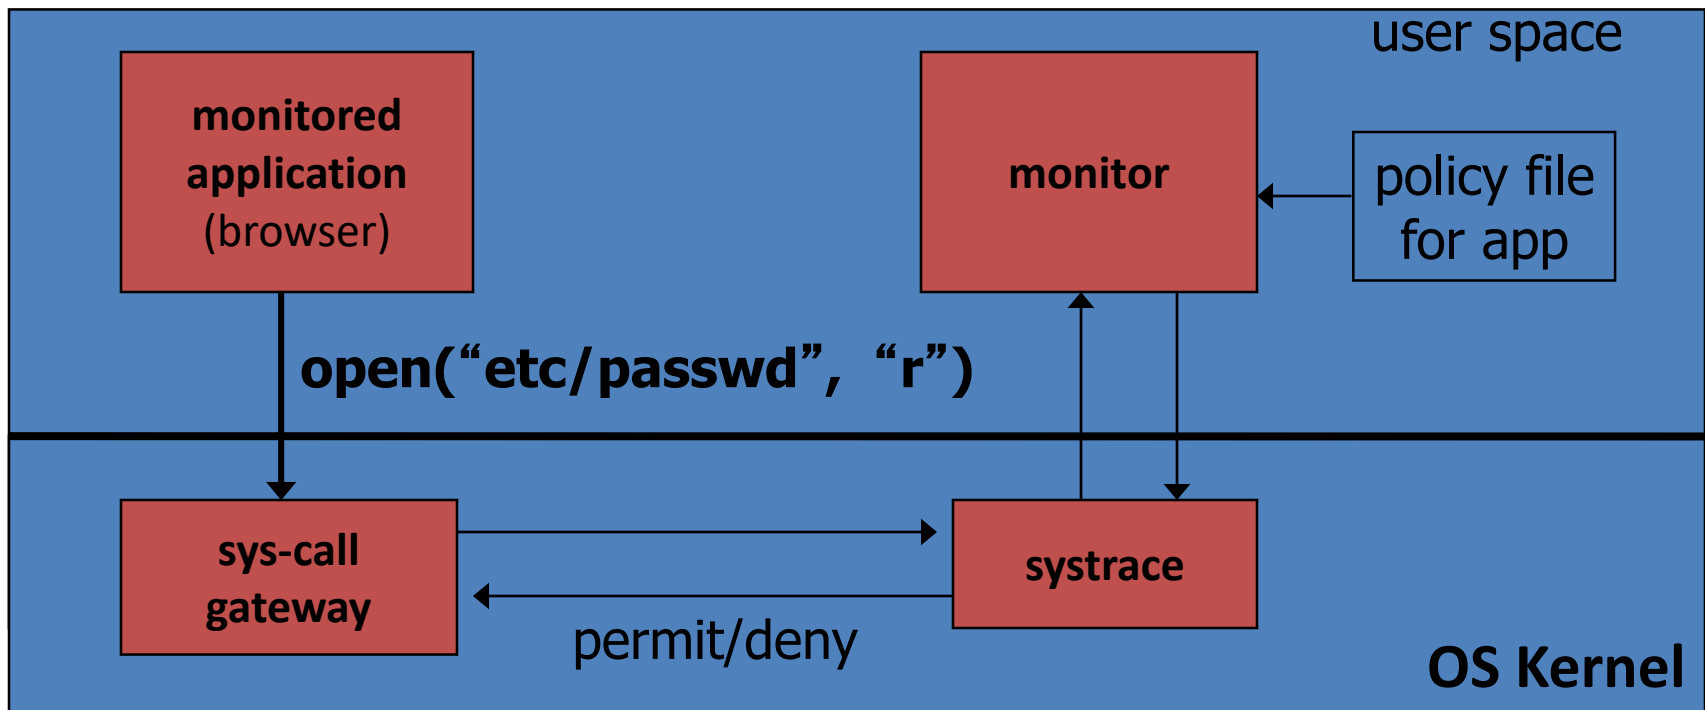 user space
monitored
application
(browser)
monitor
policy file
for app
open(“etc/passwd”, “r”)
sys-call
gateway
systrace
permit/deny
OS Kernel